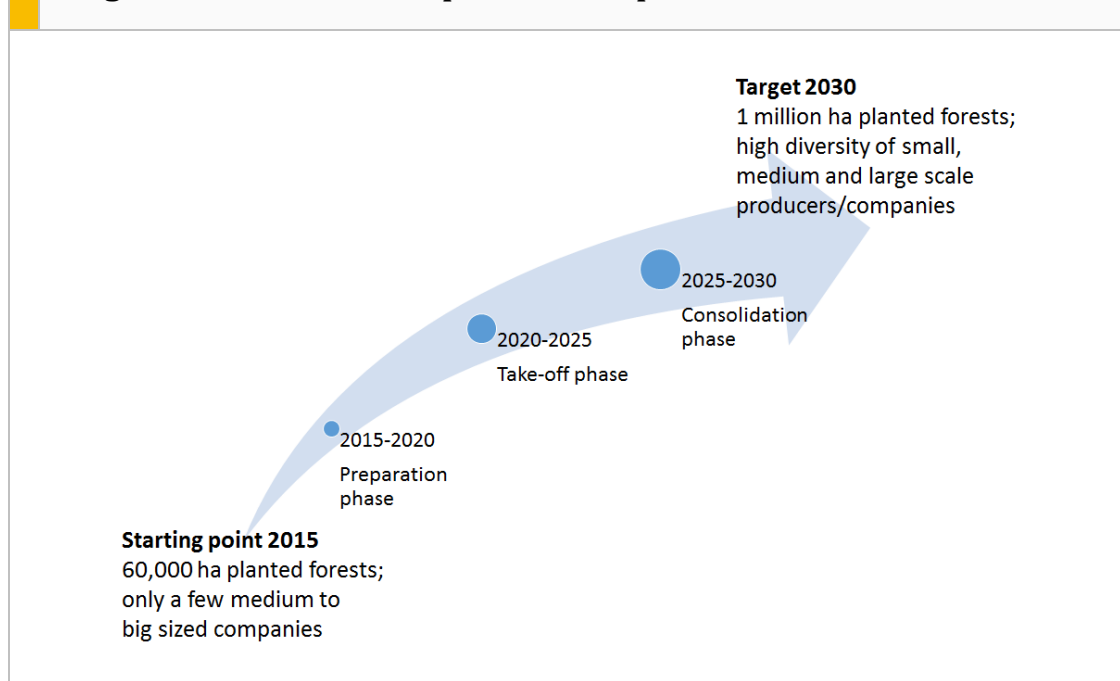 Target 2030
1 million ha planted forests;
high diversity of small,
medium and large scale
producers/companies
2025-2030
Consolidation
phase
2020-2025
Take-off phase
2015-2020
Preparation
phase
Starting point 2015
60,000 ha planted forests;
only a few medium to
big sized companies